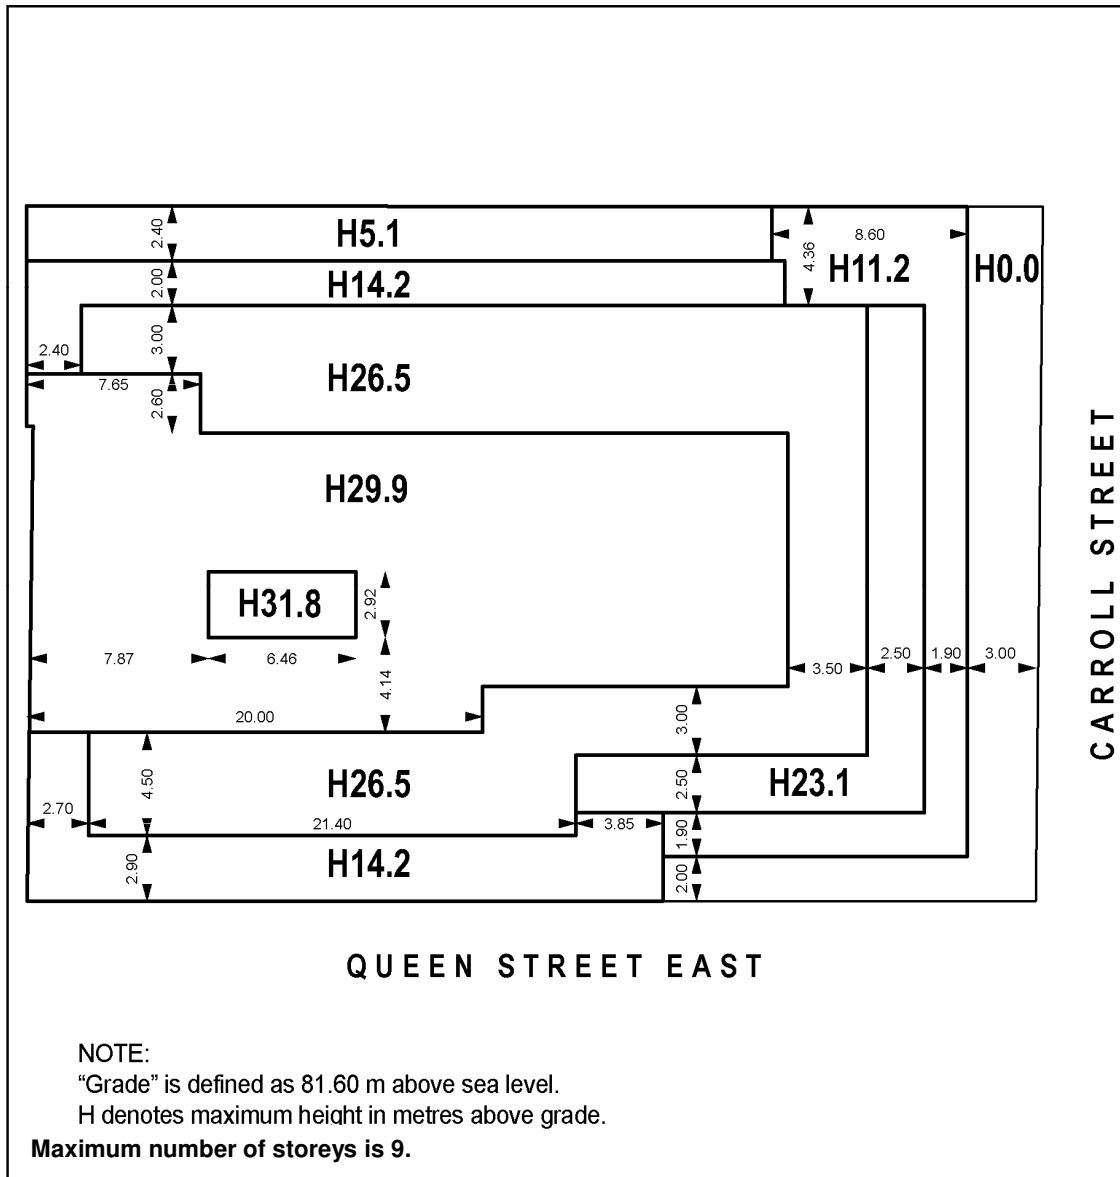 2.40
H5.1
4.36
8.60
H11.2
H0.0
2.00
H14.2
3.00
2.40
7.65
H26.5
2.60
H29.9
H31.8
2.92
7.87
6.46
4.14
3.50
2.50
1.90
3.00
20.00
3.00
4.50
H26.5
2.50
H23.1
2.70
21.40
3.85
1.90
2.90
H14.2
2.00
CARROLL STREET
QUEEN STREET EAST
NOTE:
“Grade” is defined as 81.60 m above sea level.
H denotes maximum height in metres above grade.
Maximum number of storeys is 9.